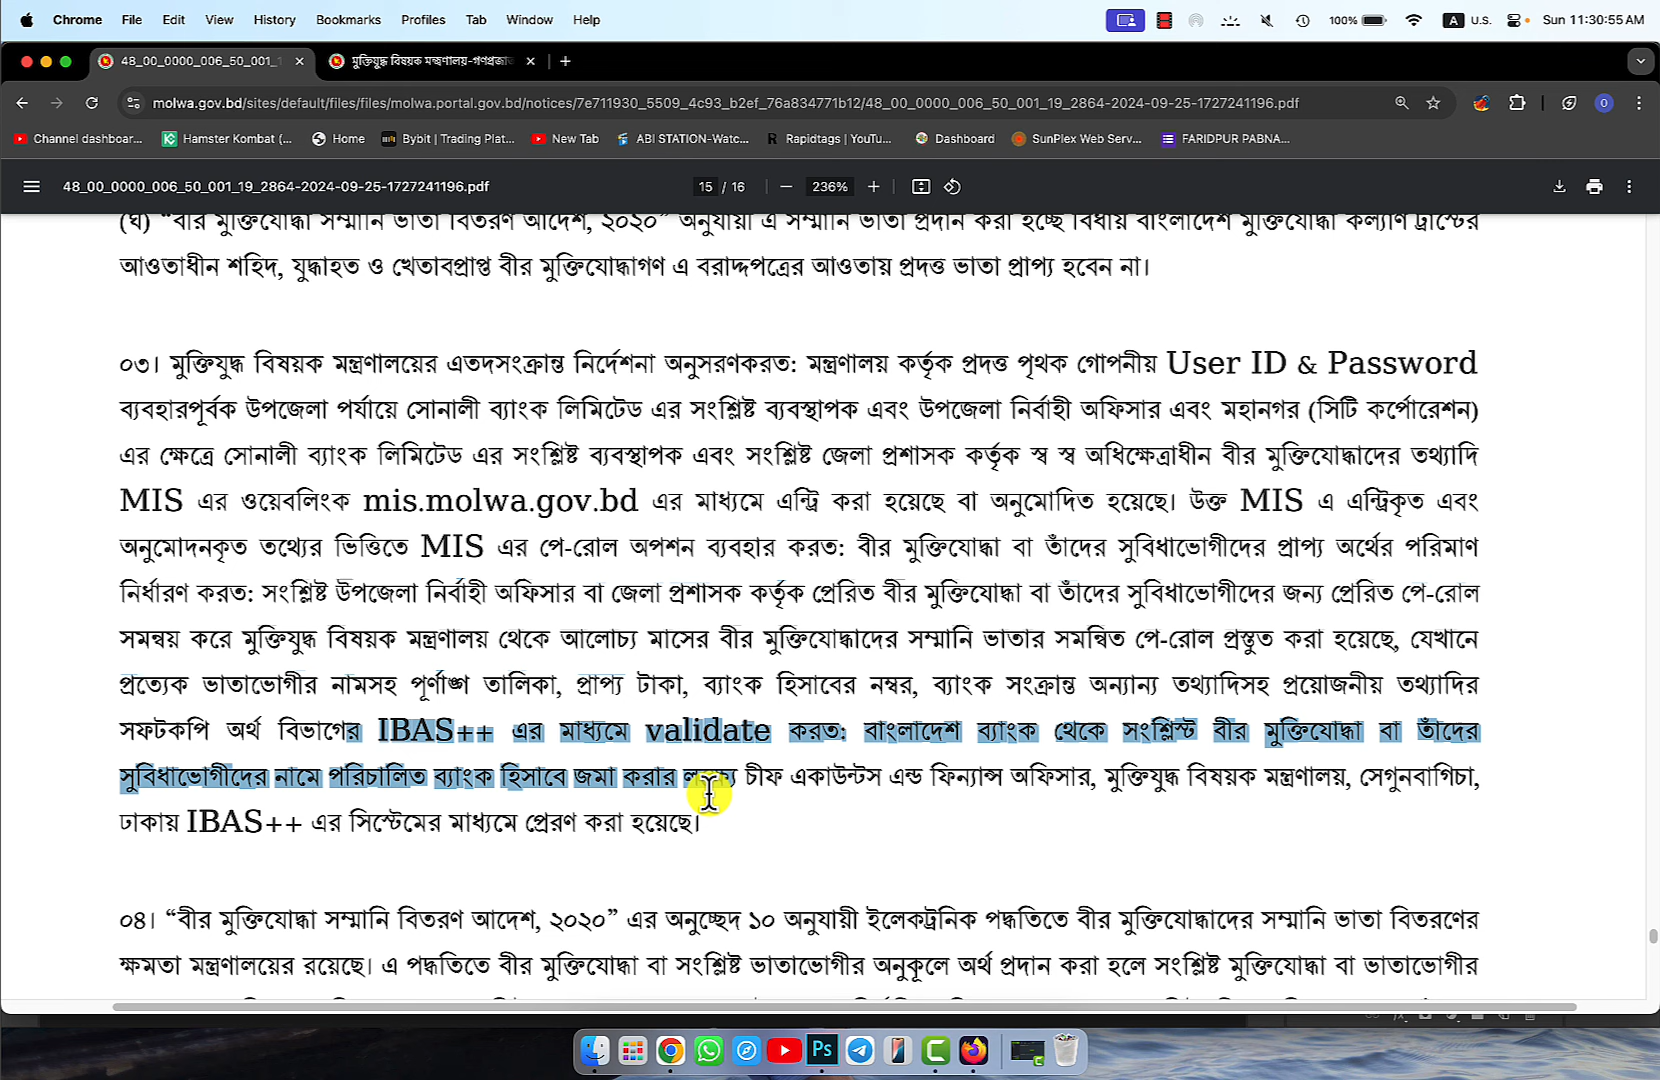 Chrome File Edit View History Bookmarks Profiles Tab Window Help 100% A U.S. Sun 11:30:55 AM
48_00_0000_006_50_001_1 মুক্তিযুদ্ধ বিষয়ক মন্ত্রণালয়-গণপ্রজা
molwa.gov.bd/sites/default/files/files/molwa.portal.gov.bd/notices/7e711930_5509_4c93_b2ef_76a834771b12/48_00_0000_006_50_001_19_2864-2024-09-25-1727241196.pdf
Channel dashboar... Hamster Kombat (... Home Bybit | Trading Plat... New Tab ABI STATION-Watc... Rapidtags | YouTu... Dashboard SunPlex Web Serv... FARIDPUR PABNA...
48_00_0000_006_50_001_19_2864-2024-09-25-1727241196.pdf 15 / 16 236%
(ঘ) “বীর মুক্তিযোদ্ধা সম্মানি ভাতা বিতরণ আদেশ, ২০২০” অনুযায়ী এ সম্মানি ভাতা প্রদান করা হচ্ছে বিধায় বাংলাদেশ মুক্তিযোদ্ধা কল্যাণ ট্রাস্টের
আওতাধীন শহিদ, যুদ্ধাহত ও খেতাবপ্রাপ্ত বীর মুক্তিযোদ্ধাগণ এ বরাদ্দপত্রের আওতায় প্রদত্ত ভাতা প্রাপ্য হবেন না।
০৩। মুক্তিযুদ্ধ বিষয়ক মন্ত্রণালয়ের এতদসংক্রান্ত নির্দেশনা অনুসরণকরত: মন্ত্রণালয় কর্তৃক প্রদত্ত পৃথক গোপনীয় User ID & Password
ব্যবহারপূর্বক উপজেলা পর্যায়ে সোনালী ব্যাংক লিমিটেড এর সংশ্লিষ্ট ব্যবস্থাপক এবং উপজেলা নির্বাহী অফিসার এবং মহানগর (সিটি কর্পোরেশন)
এর ক্ষেত্রে সোনালী ব্যাংক লিমিটেড এর সংশ্লিষ্ট ব্যবস্থাপক এবং সংশ্লিষ্ট জেলা প্রশাসক কর্তৃক স্ব স্ব অধিক্ষেত্রাধীন বীর মুক্তিযোদ্ধাদের তথ্যাদি
MIS এর ওয়েবলিংক mis.molwa.gov.bd এর মাধ্যমে এন্ট্রি করা হয়েছে বা অনুমোদিত হয়েছে। উক্ত MIS এ এন্ট্রিকৃত এবং
অনুমোদনকৃত তথ্যের ভিত্তিতে MIS এর পে-রোল অপশন ব্যবহার করত: বীর মুক্তিযোদ্ধা বা তাঁদের সুবিধাভোগীদের প্রাপ্য অর্থের পরিমাণ
নির্ধারণ করত: সংশ্লিষ্ট উপজেলা নির্বাহী অফিসার বা জেলা প্রশাসক কর্তৃক প্রেরিত বীর মুক্তিযোদ্ধা বা তাঁদের সুবিধাভোগীদের জন্য প্রেরিত পে-রোল
সমন্বয় করে মুক্তিযুদ্ধ বিষয়ক মন্ত্রণালয় থেকে আলোচ্য মাসের বীর মুক্তিযোদ্ধাদের সম্মানি ভাতার সমন্বিত পে-রোল প্রস্তুত করা হয়েছে, যেখানে
প্রত্যেক ভাতাভোগীর নামসহ পূর্ণাঙ্গ তালিকা, প্রাপ্য টাকা, ব্যাংক হিসাবের নম্বর, ব্যাংক সংক্রান্ত অন্যান্য তথ্যাদিসহ প্রয়োজনীয় তথ্যাদির
সফটকপি অর্থ বিভাগের IBAS++ এর মাধ্যমে validate করত: বাংলাদেশ ব্যাংক থেকে সংশ্লিস্ট বীর মুক্তিযোদ্ধা বা তাঁদের
সুবিধাভোগীদের নামে পরিচালিত ব্যাংক হিসাবে জমা করার লক্ষ্যে চীফ একাউন্টস এন্ড ফিন্যান্স অফিসার, মুক্তিযুদ্ধ বিষয়ক মন্ত্রণালয়, সেগুনবাগিচা,
ঢাকায় IBAS++ এর সিস্টেমের মাধ্যমে প্রেরণ করা হয়েছে।
০৪। “বীর মুক্তিযোদ্ধা সম্মানি বিতরণ আদেশ, ২০২০” এর অনুচ্ছেদ ১০ অনুযায়ী ইলেকট্রনিক পদ্ধতিতে বীর মুক্তিযোদ্ধাদের সম্মানি ভাতা বিতরণের
ক্ষমতা মন্ত্রণালয়ের রয়েছে। এ পদ্ধতিতে বীর মুক্তিযোদ্ধা বা সংশ্লিষ্ট ভাতাভোগীর অনুকূলে অর্থ প্রদান করা হলে সংশ্লিষ্ট মুক্তিযোদ্ধা বা ভাতাভোগীর
Ps